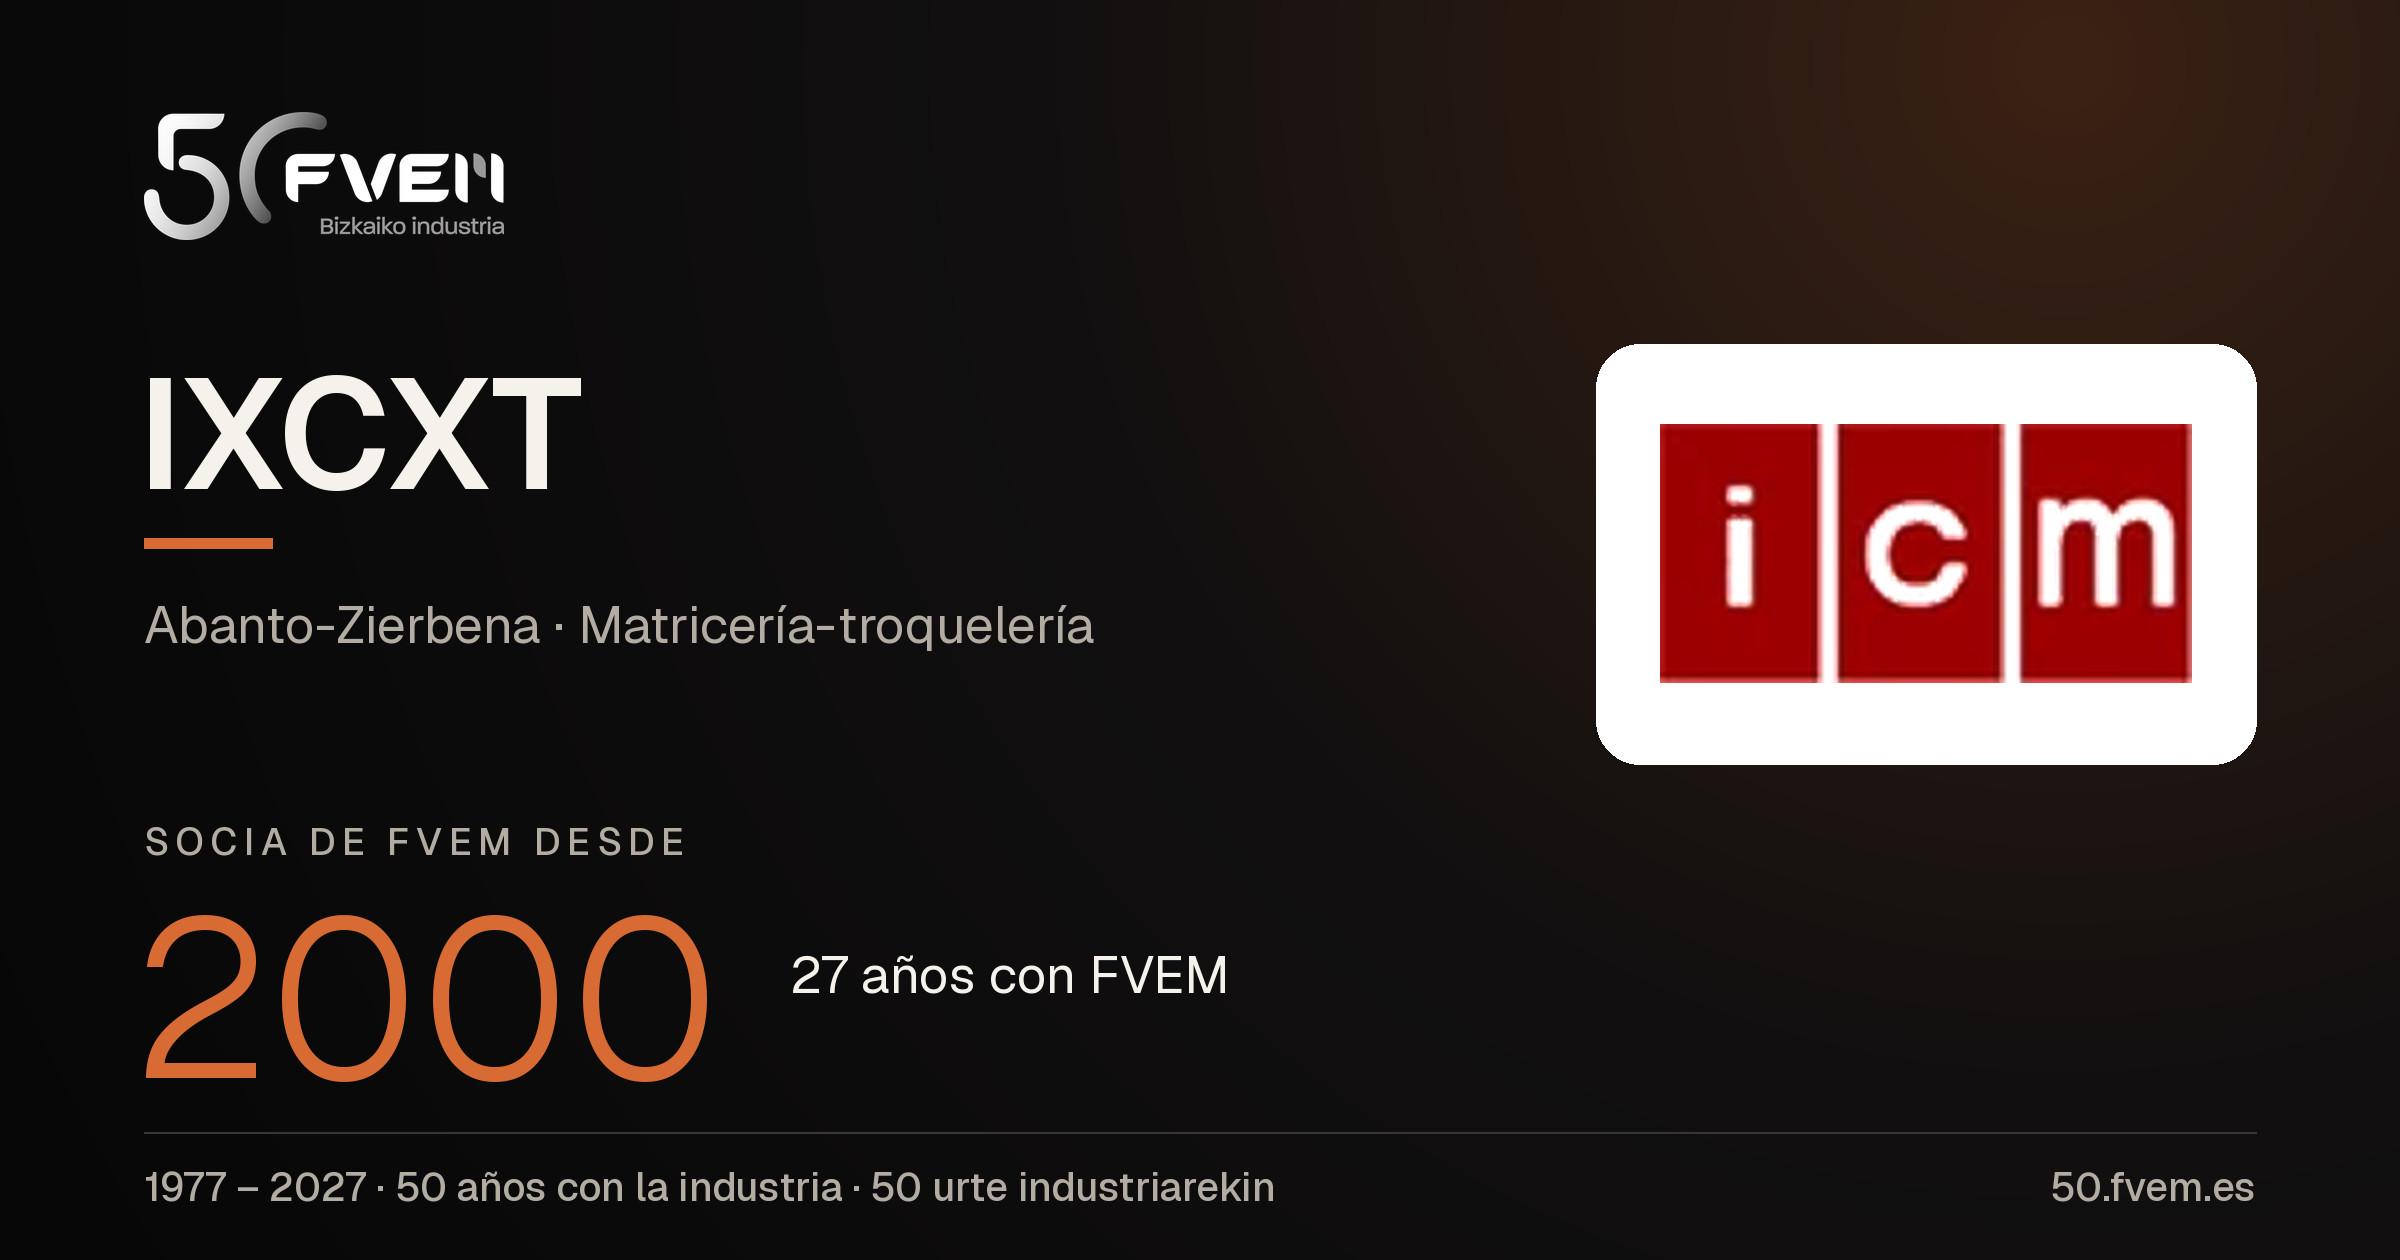 50 FVEM
Bizkaiko industria
IXCXT
Abanto-Zierbena · Matricería-troquelería
icm
SOCIA DE FVEM DESDE
2000
27 años con FVEM
1977 – 2027 · 50 años con la industria · 50 urte industriarekin
50.fvem.es